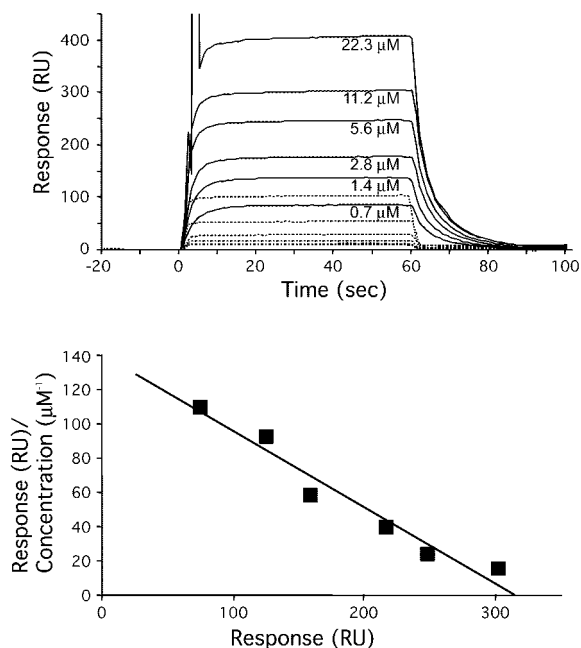 Response (RU)
400
300
200
100
0
22.3 µM
11.2 µM
5.6 µM
2.8 µM
1.4 µM
0.7 µM
-20 0 20 40 60 80 100
Time (sec)
Response (RU)/
Concentration (µM-1)
140
120
100
80
60
40
20
0
0 100 200 300
Response (RU)